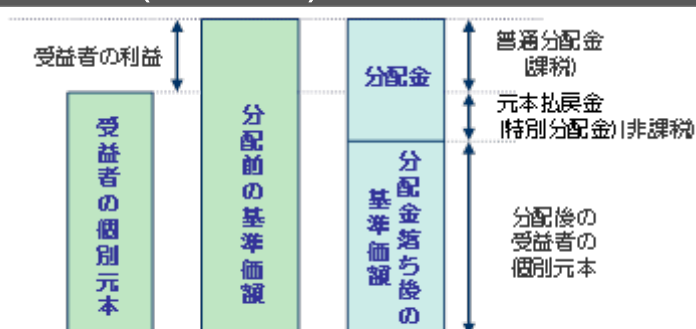 受益者の利益
受益者の個別元本
分配前の基準価額
分配金
分配金落ち後の
基準価額
普通分配金
(課税)
元本払戻金
(特別分配金)(非課税)
分配後の
受益者の
個別元本